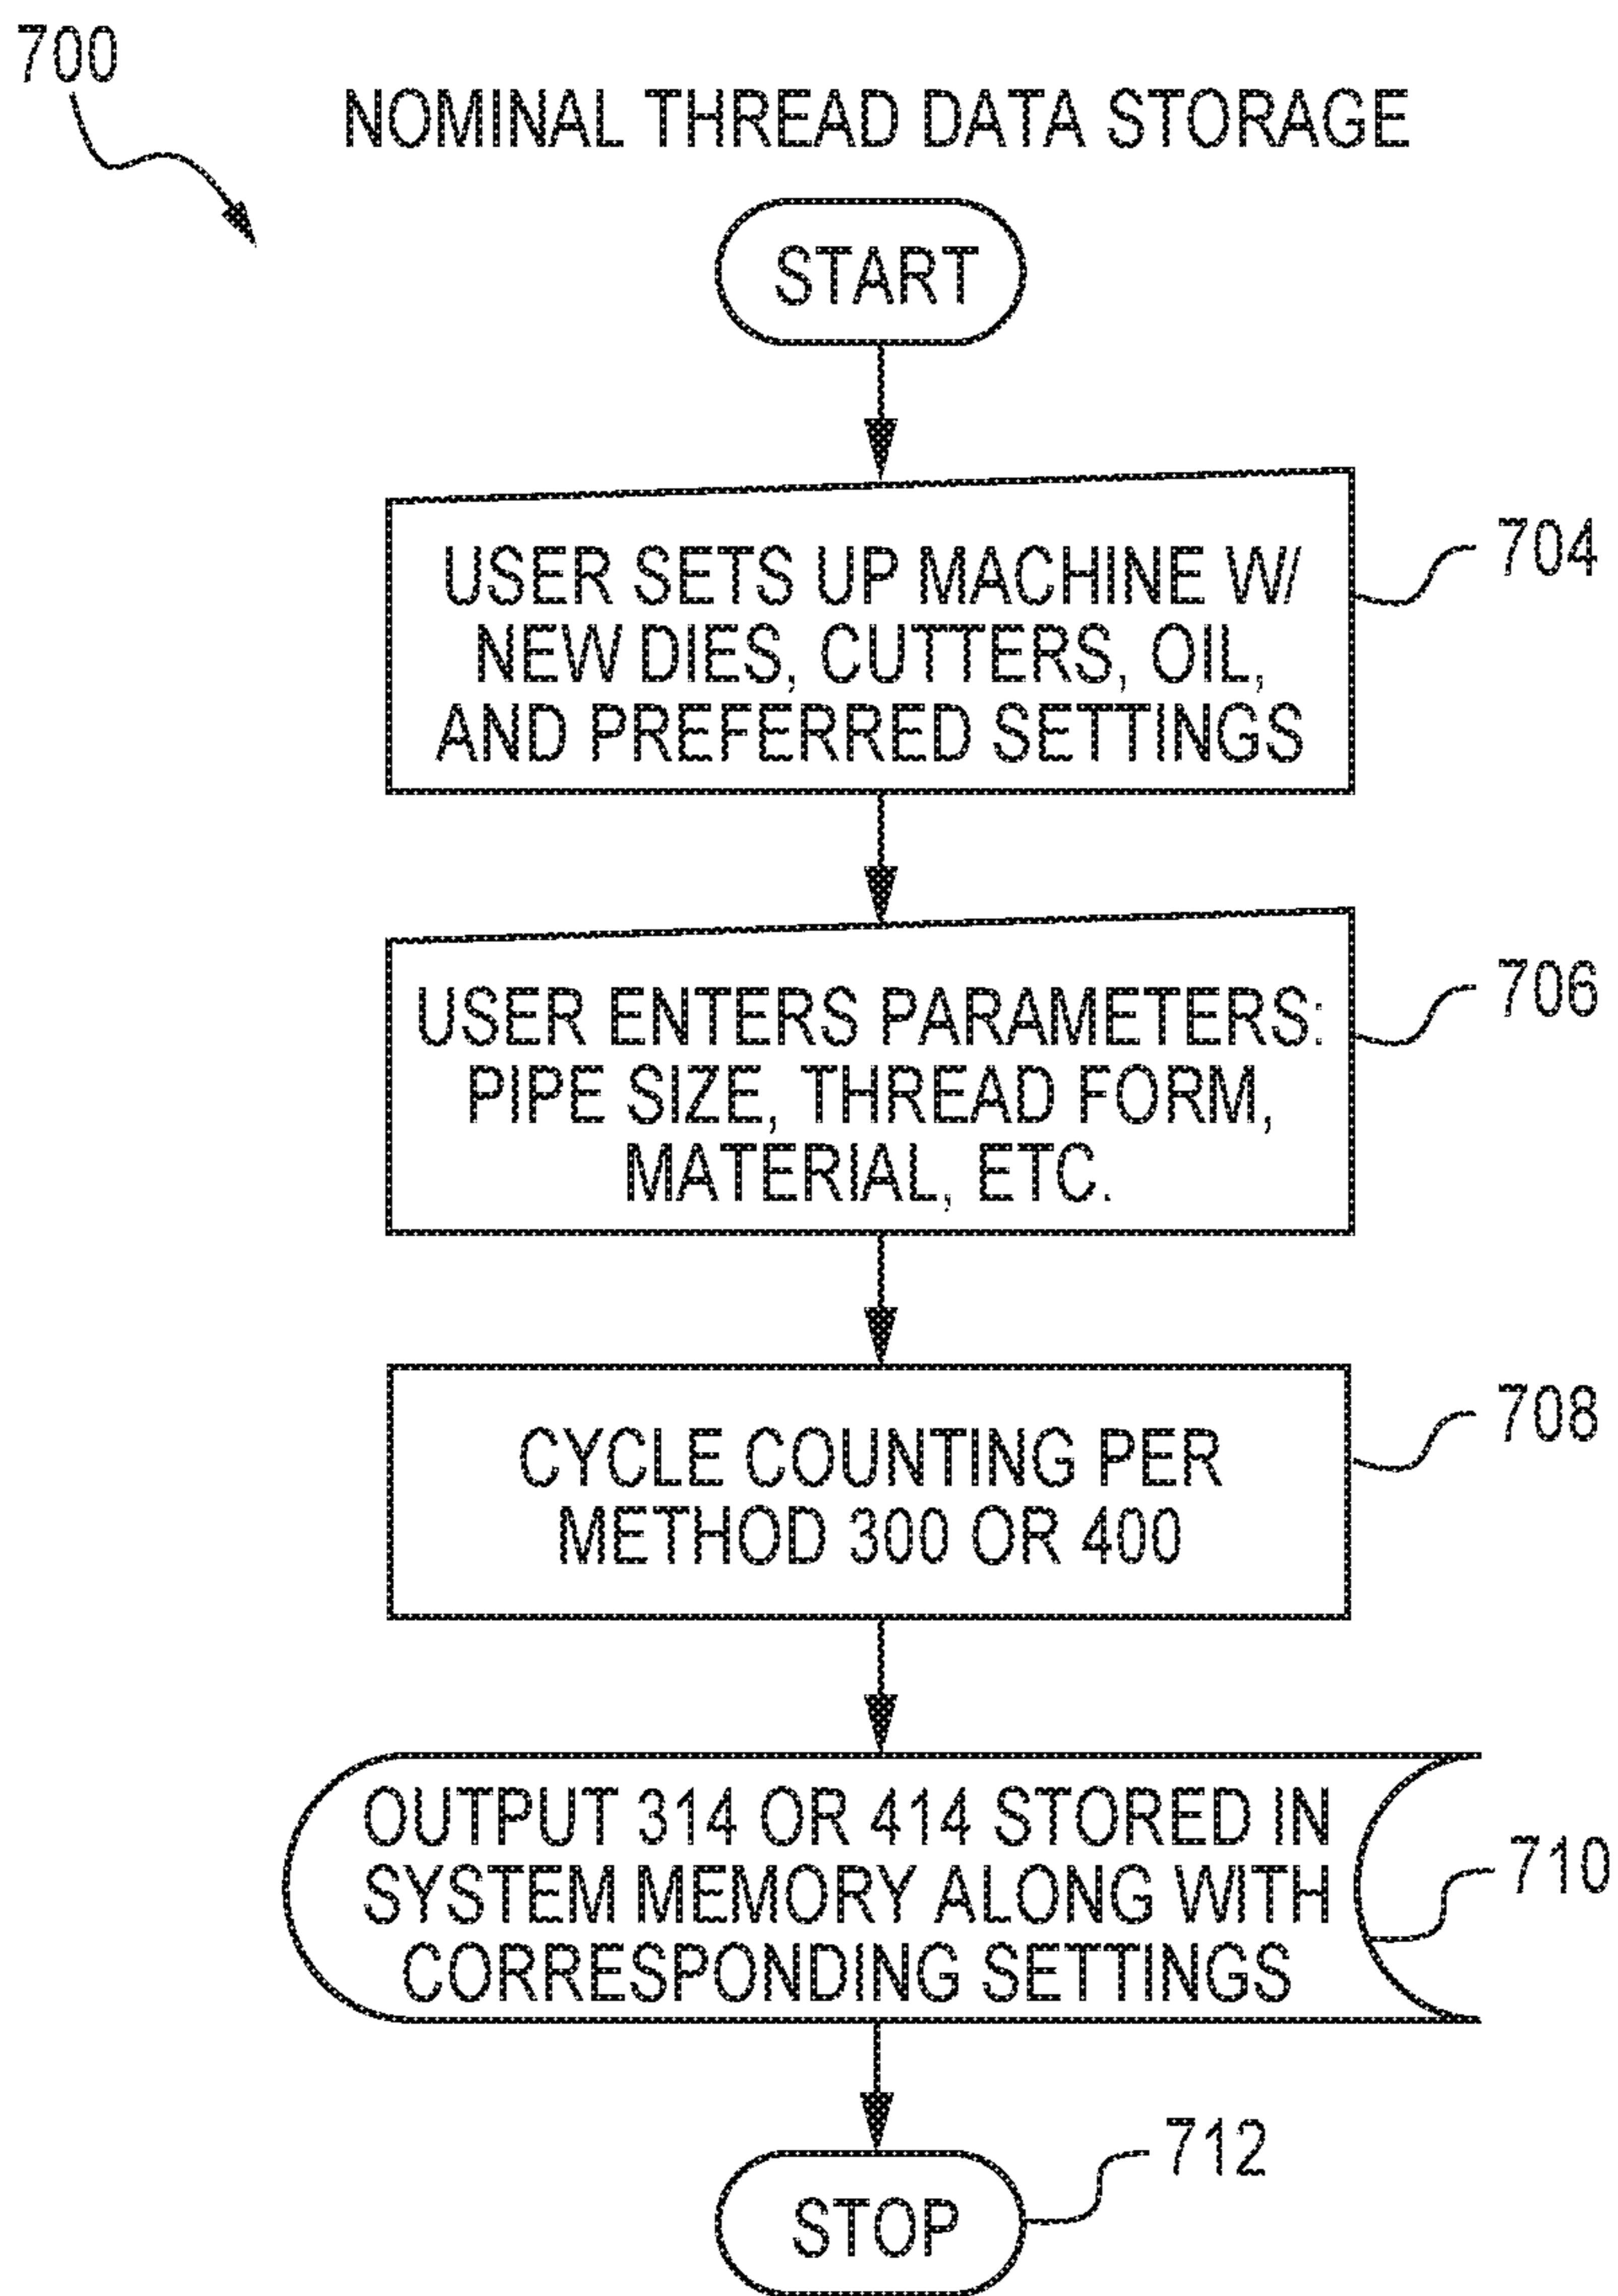 700
NOMINAL THREAD DATA STORAGE
START
USER SETS UP MACHINE W/
NEW DIES, CUTTERS, OIL,
AND PREFERRED SETTINGS
704
USER ENTERS PARAMETERS:
PIPE SIZE, THREAD FORM,
MATERIAL, ETC.
706
CYCLE COUNTING PER
METHOD 300 OR 400
708
OUTPUT 314 OR 414 STORED IN
SYSTEM MEMORY ALONG WITH
CORRESPONDING SETTINGS
710
STOP
712